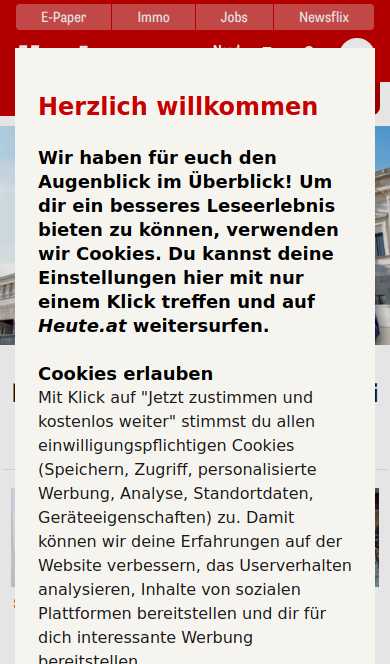 E-Paper
Immo
Jobs
Newsflix
Herzlich willkommen
Wir haben für euch den
Augenblick im Überblick! Um
dir ein besseres Leseerlebnis
bieten zu können, verwenden
wir Cookies. Du kannst deine
Einstellungen hier mit nur
einem Klick treffen und auf
Heute.at weitersurfen.
Cookies erlauben
Mit Klick auf "Jetzt zustimmen und
kostenlos weiter" stimmst du allen
einwilligungspflichtigen Cookies
(Speichern, Zugriff, personalisierte
Werbung, Analyse, Standortdaten,
Geräteeigenschaften) zu. Damit
können wir deine Erfahrungen auf der
Website verbessern, das Userverhalten
analysieren, Inhalte von sozialen
Plattformen bereitstellen und dir für
dich interessante Werbung
bereitstellen